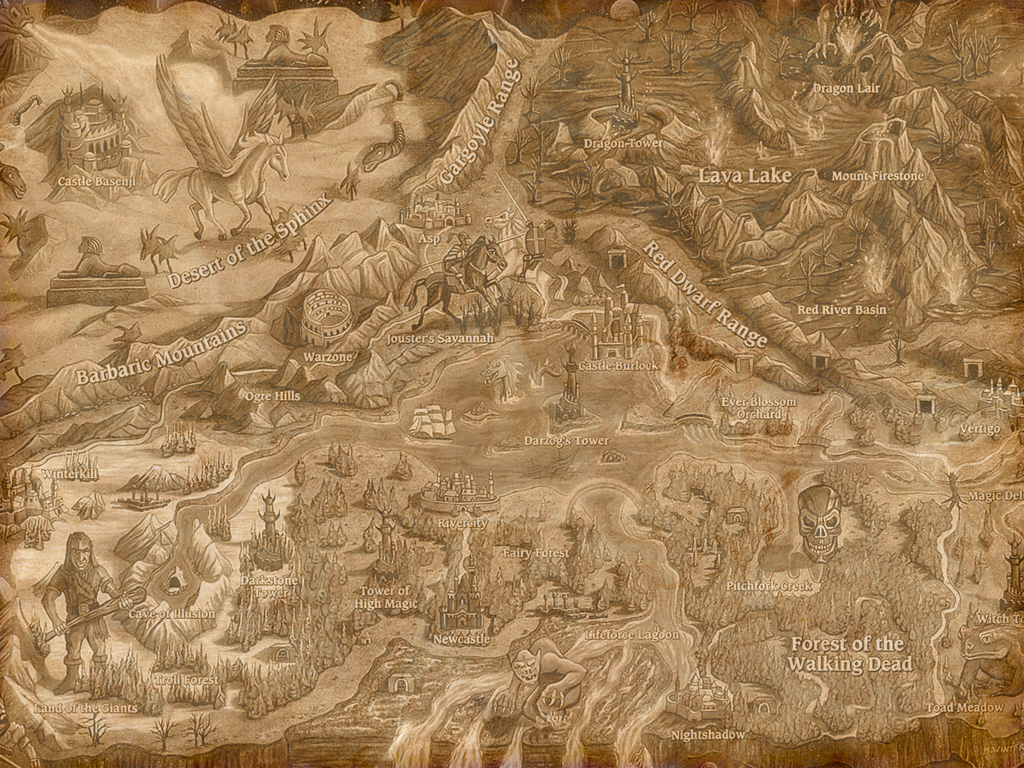 Dragon Lair
Gargoyle Range
Dragon Tower
Lava Lake
Mount Firestone
Castle Basenji
Asp
Desert of the Sphinx
Red Dwarf Range
Red River Basin
Jouster's Savannah
Barbaric Mountains
Warzone
Castle Burlock
Ogre Hills
Ever Blossom
Orchard
Vertigo
Darzog's Tower
Winterkill
Magic Del
Rivercity
Fairy Forest
Darkstone
Tower
Tower of
High Magic
Pitchfork Creek
Cave of Illusion
Newcastle
Lifeforce Lagoon
Witch To
Forest of the
Walking Dead
Troll Forest
Land of the Giants
Toad Meadow
Nightshadow
M.WINTER